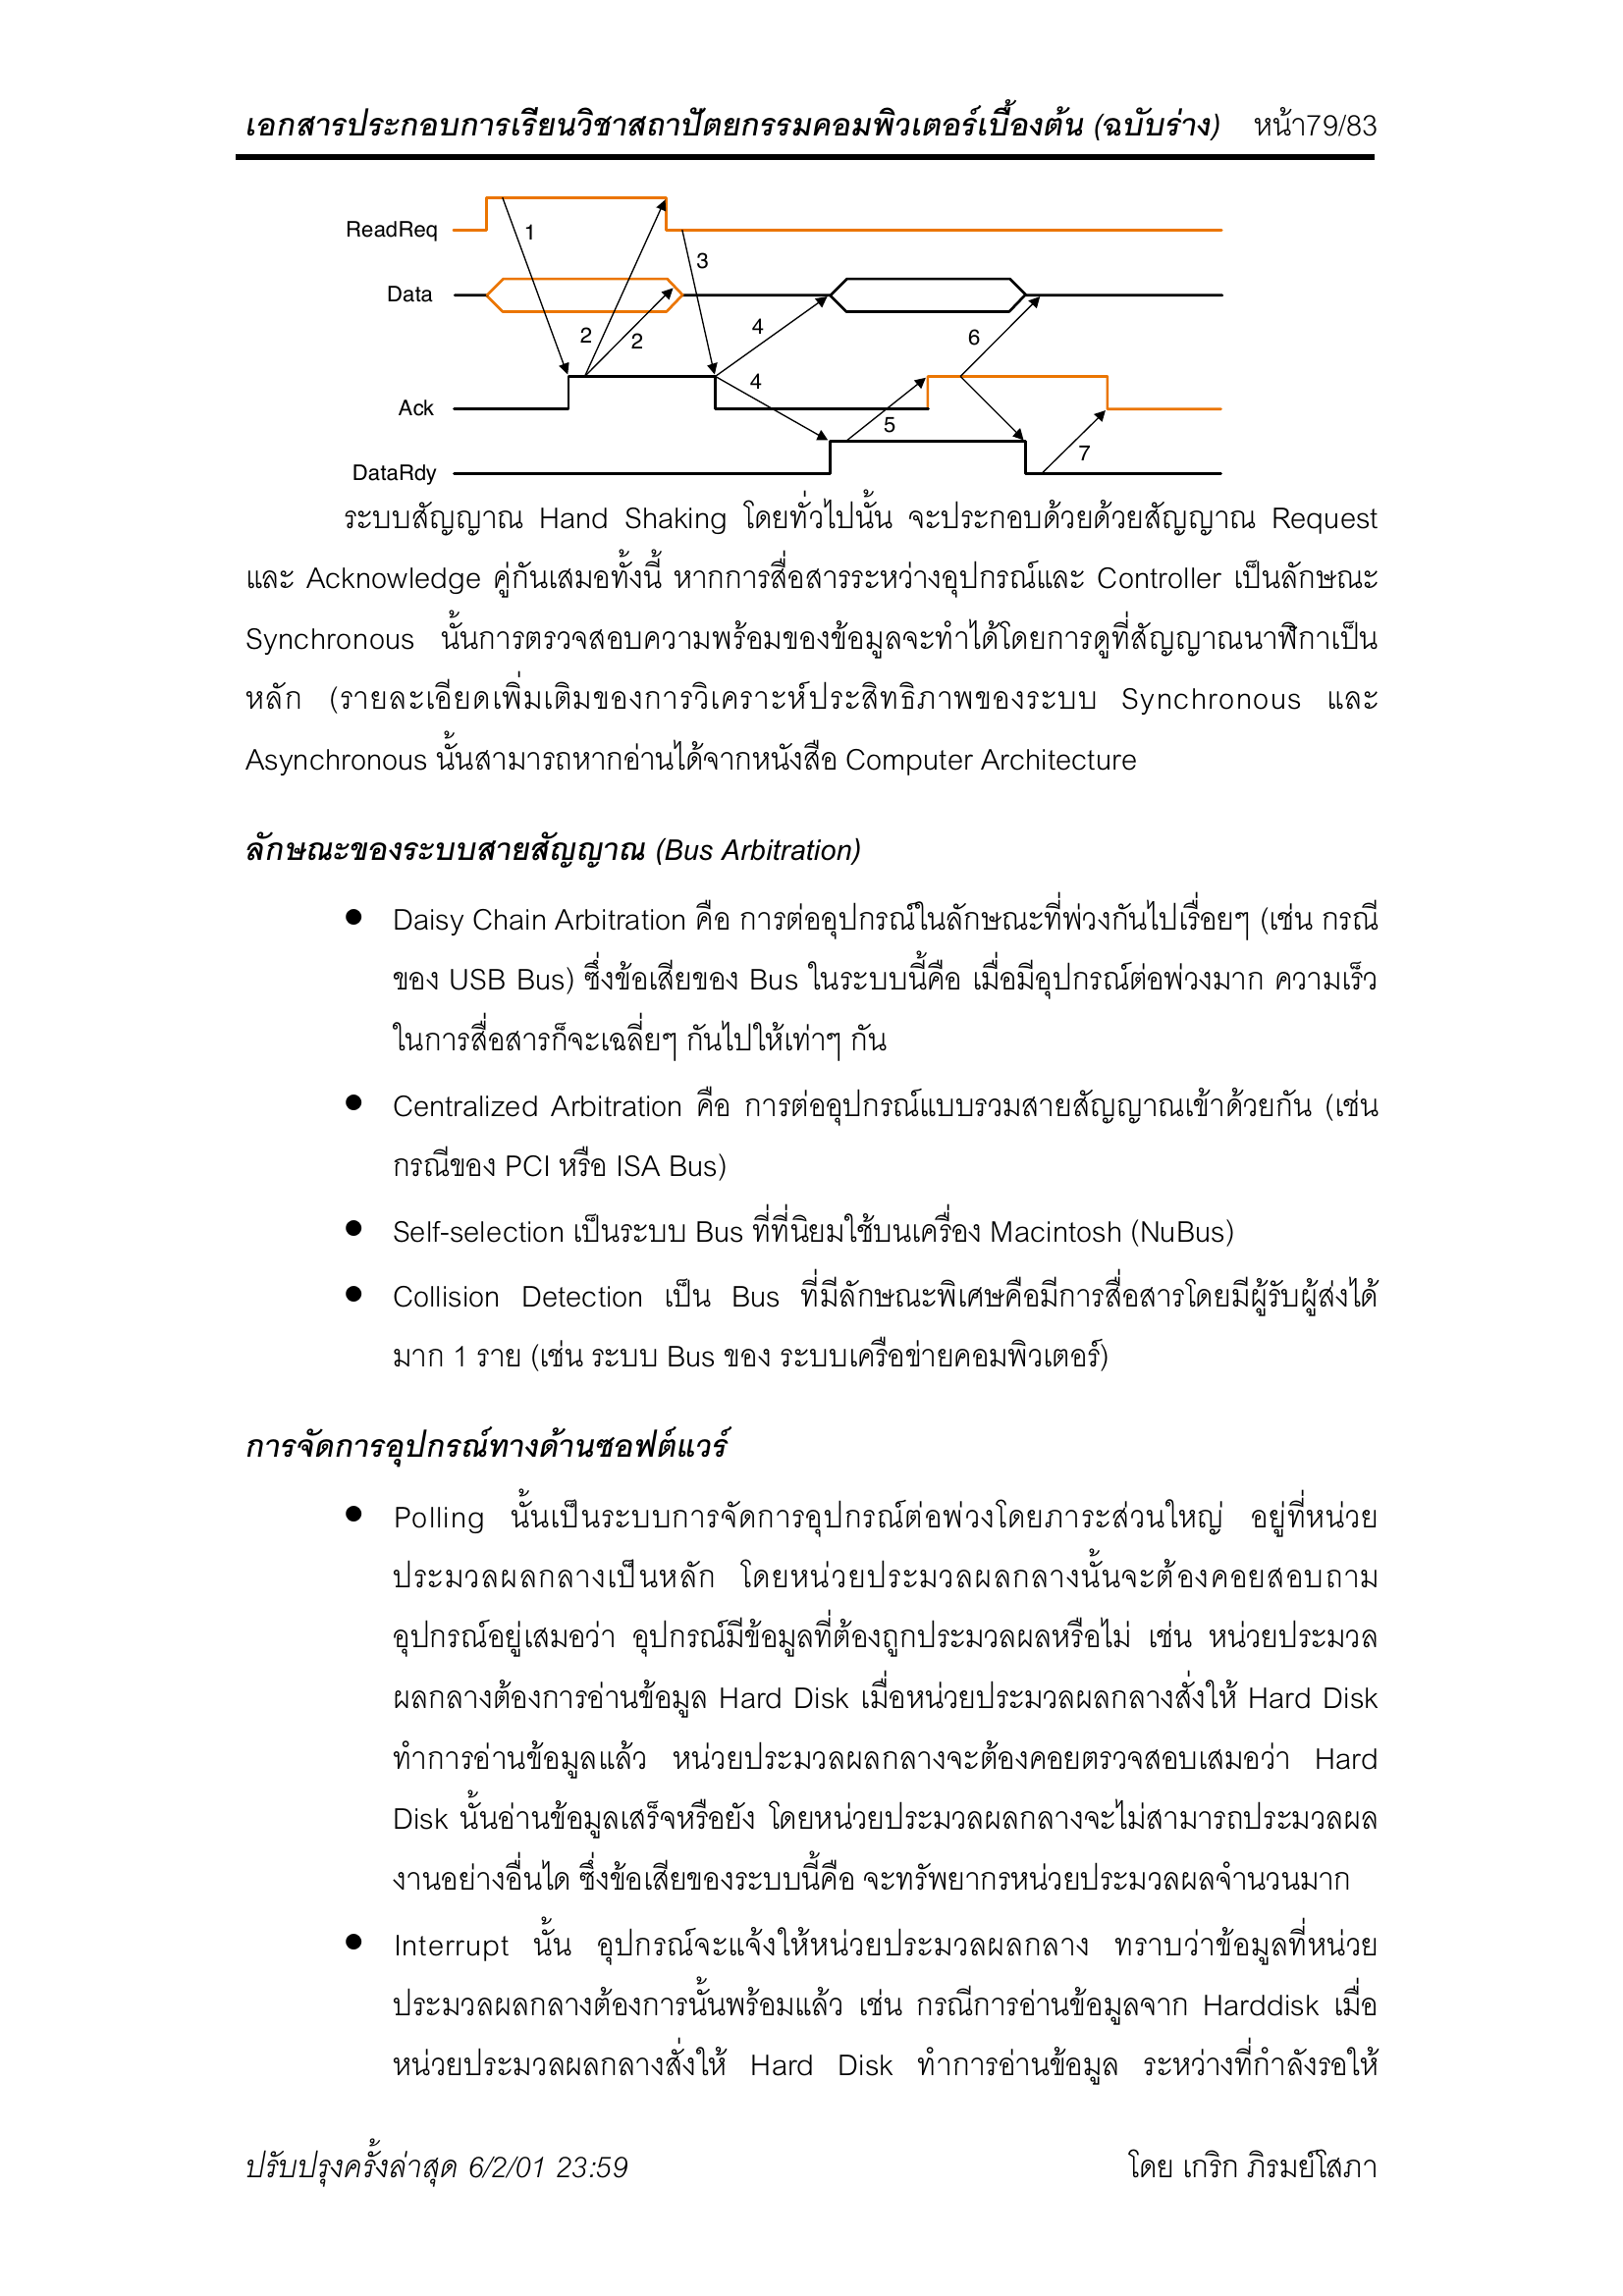 เอกสารประกอบการเรียนวิชาสถาปัตยกรรมคอมพิวเตอร์เบื้องต้น (ฉบับร่าง) หน้า79/83
ReadReq
1
3
Data
2
2
4
6
4
Ack
5
7
DataRdy
ระบบสัญญาณ Hand Shaking โดยทั่วไปนั้น จะประกอบด้วยด้วยสัญญาณ Request
และ Acknowledge คู่กันเสมอทั้งนี้ หากการสื่อสารระหว่างอุปกรณ์และ Controller เป็นลักษณะ
Synchronous นั้นการตรวจสอบความพร้อมของข้อมูลจะทำได้โดยการดูที่สัญญาณนาฬิกาเป็น
หลัก (รายละเอียดเพิ่มเติมของการวิเคราะห์ประสิทธิภาพของระบบ Synchronous และ
Asynchronous นั้นสามารถหากอ่านได้จากหนังสือ Computer Architecture
ลักษณะของระบบสายสัญญาณ (Bus Arbitration)
● Daisy Chain Arbitration คือ การต่ออุปกรณ์ในลักษณะที่พ่วงกันไปเรื่อยๆ (เช่น กรณี
ของ USB Bus) ซึ่งข้อเสียของ Bus ในระบบนี้คือ เมื่อมีอุปกรณ์ต่อพ่วงมาก ความเร็ว
ในการสื่อสารก็จะเฉลี่ยๆ กันไปให้เท่าๆ กัน
● Centralized Arbitration คือ การต่ออุปกรณ์แบบรวมสายสัญญาณเข้าด้วยกัน (เช่น
กรณีของ PCI หรือ ISA Bus)
● Self-selection เป็นระบบ Bus ที่ที่นิยมใช้บนเครื่อง Macintosh (NuBus)
● Collision Detection เป็น Bus ที่มีลักษณะพิเศษคือมีการสื่อสารโดยมีผู้รับผู้ส่งได้
มาก 1 ราย (เช่น ระบบ Bus ของ ระบบเครือข่ายคอมพิวเตอร์)
การจัดการอุปกรณ์ทางด้านซอฟต์แวร์
● Polling นั้นเป็นระบบการจัดการอุปกรณ์ต่อพ่วงโดยภาระส่วนใหญ่ อยู่ที่หน่วย
ประมวลผลกลางเป็นหลัก โดยหน่วยประมวลผลกลางนั้นจะต้องคอยสอบถาม
อุปกรณ์อยู่เสมอว่า อุปกรณ์มีข้อมูลที่ต้องถูกประมวลผลหรือไม่ เช่น หน่วยประมวล
ผลกลางต้องการอ่านข้อมูล Hard Disk เมื่อหน่วยประมวลผลกลางสั่งให้ Hard Disk
ทำการอ่านข้อมูลแล้ว หน่วยประมวลผลกลางจะต้องคอยตรวจสอบเสมอว่า Hard
Disk นั้นอ่านข้อมูลเสร็จหรือยัง โดยหน่วยประมวลผลกลางจะไม่สามารถประมวลผล
งานอย่างอื่นได ซึ่งข้อเสียของระบบนี้คือ จะทรัพยากรหน่วยประมวลผลจำนวนมาก
● Interrupt นั้น อุปกรณ์จะแจ้งให้หน่วยประมวลผลกลาง ทราบว่าข้อมูลที่หน่วย
ประมวลผลกลางต้องการนั้นพร้อมแล้ว เช่น กรณีการอ่านข้อมูลจาก Harddisk เมื่อ
หน่วยประมวลผลกลางสั่งให้ Hard Disk ทำการอ่านข้อมูล ระหว่างที่กำลังรอให้
ปรับปรุงครั้งล่าสุด 6/2/01 23:59 โดย เกริก ภิรมย์โสภา